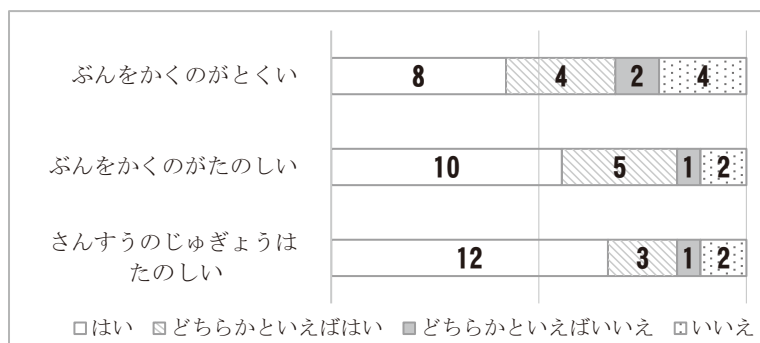 ぶんをかくのがとくい
8 4 2 4
ぶんをかくのがたのしい
10 5 1 2
さんすうのじゅぎょうは
たのしい
12 3 1 2
はい どちらかといえばはい どちらかといえばいいえ いいえ